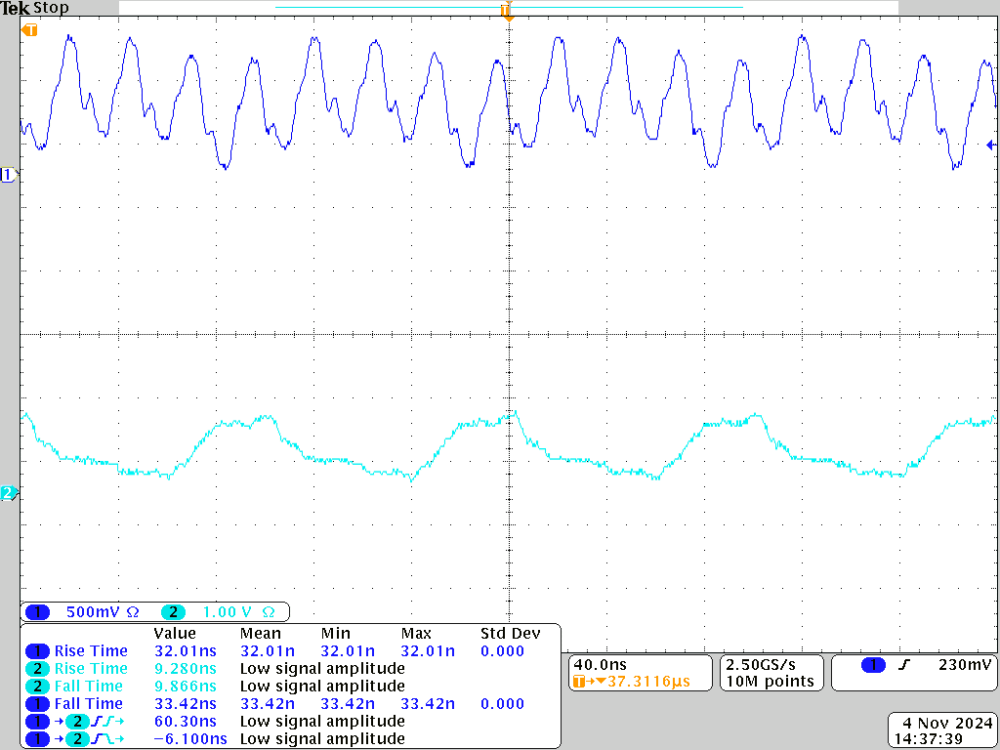 Tek Stop
T
T
1
2
1 500mV Ω 2 1.00 V Ω
Value Mean Min Max Std Dev
1 Rise Time 32.01ns 32.01n 32.01n 32.01n 0.000
2 Rise Time 9.280ns Low signal amplitude
2 Fall Time 9.866ns Low signal amplitude
1 Fall Time 33.42ns 33.42n 33.42n 33.42n 0.000
1 → 2 60.30ns Low signal amplitude
1 → 2 −6.100ns Low signal amplitude
40.0ns
T→▼37.3116µs
2.50GS/s
10M points
1 230mV
4 Nov 2024
14:37:39